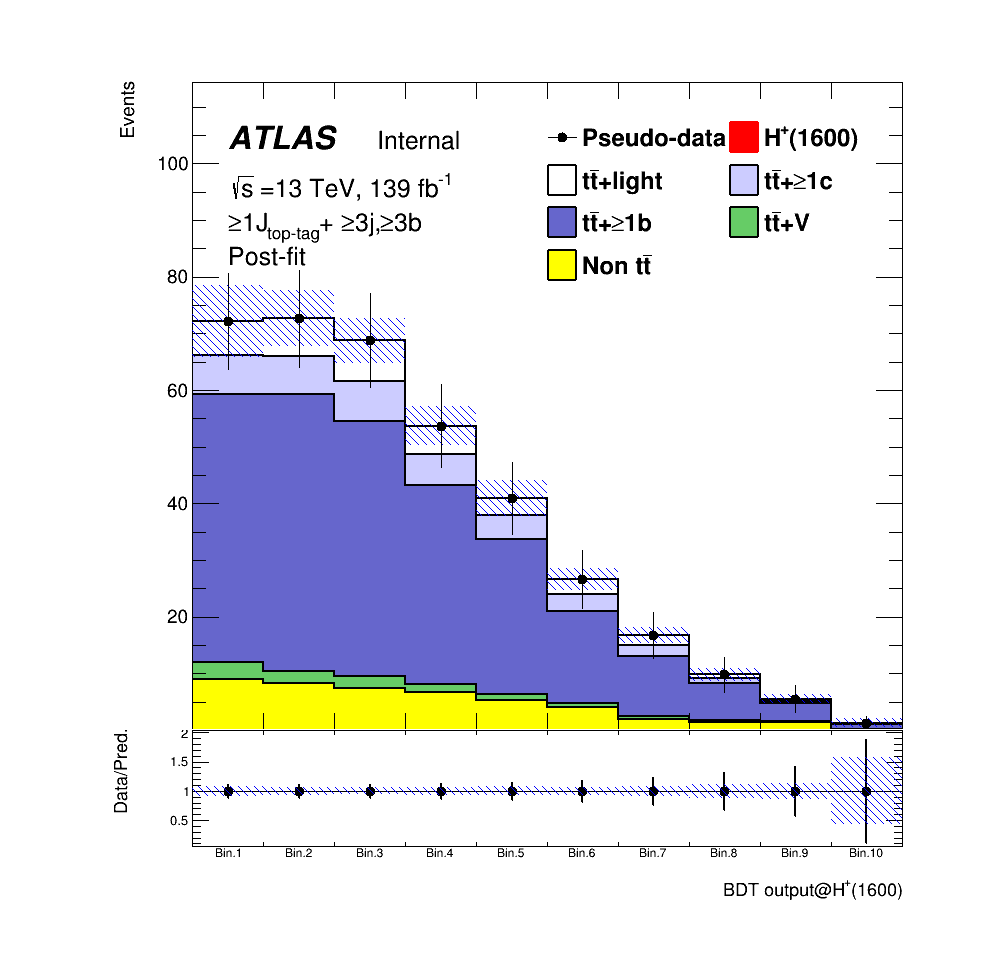 Events
ATLAS Internal
√s =13 TeV, 139 fb⁻¹
≥1J_top-tag+ ≥3j,≥3b
Post-fit
Pseudo-data
H⁺(1600)
tt̄+light
tt̄+≥1c
tt̄+≥1b
tt̄+V
Non tt̄
100
80
60
40
20
Data/Pred.
2
1.5
1
0.5
Bin.1 Bin.2 Bin.3 Bin.4 Bin.5 Bin.6 Bin.7 Bin.8 Bin.9 Bin.10
BDT output@H⁺(1600)